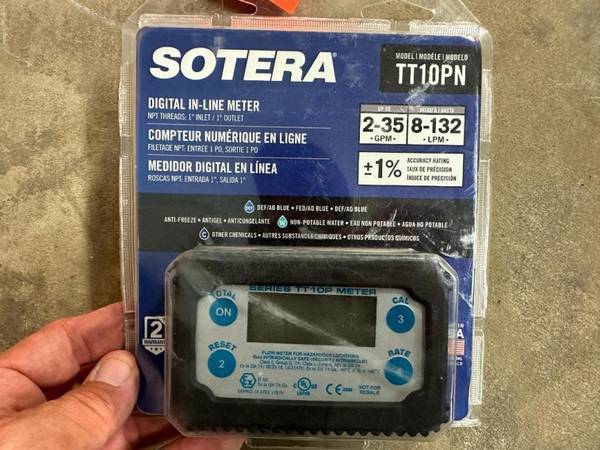 SOTERA®
MODEL / MODÈLE / MODELO
TT10PN
DIGITAL IN-LINE METER
NPT THREADS: 1" INLET / 1" OUTLET
COMPTEUR NUMÉRIQUE EN LIGNE
FILETAGE NPT: ENTRÉE 1 PO, SORTIE 1 PO
MEDIDOR DIGITAL EN LÍNEA
ROSCAS NPT: ENTRADA 1", SALIDA 1"
2-35
GPM
8-132
LPM
±1%
ACCURACY RATING
TAUX DE PRÉCISION
ÍNDICE DE PRECISIÓN
DEF/AD BLUE • FED/AD BLUE • DEF/AD BLUE
ANTI-FREEZE • ANTIGEL • ANTICONGELANTE
NON-POTABLE WATER • EAU NON POTABLE • AGUA NO POTABLE
C OTHER CHEMICALS • AUTRES SUBSTANCES CHIMIQUES • OTROS PRODUCTOS QUÍMICOS
SERIES TT10P METER
TOTAL
ON
CAL
3
RESET
2
RATE
FLOW METER FOR HAZARDOUS LOCATIONS
NOT FOR
RESALE
2
WARRANTY
USA